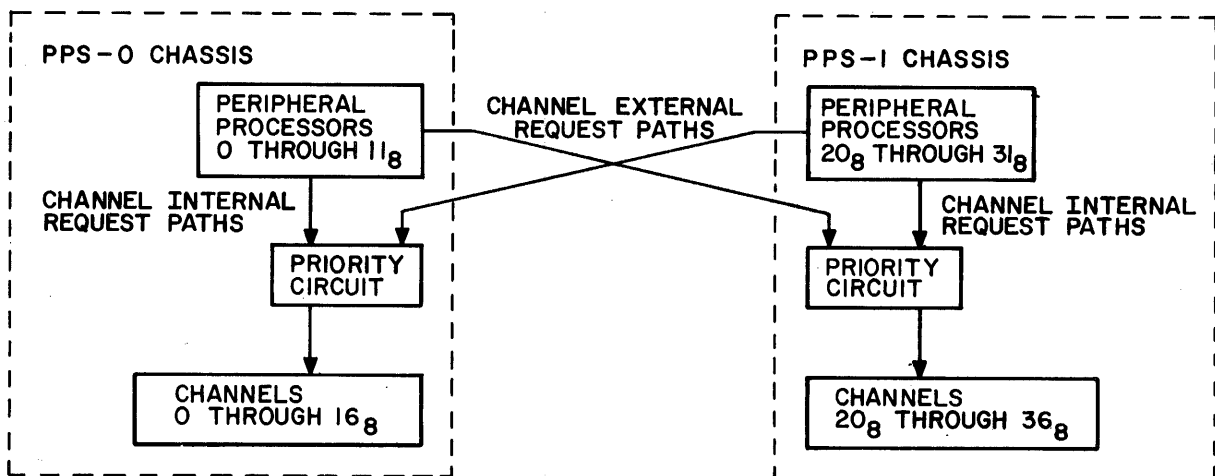 PPS-0 CHASSIS
PERIPHERAL
PROCESSORS
0 THROUGH 11₈
CHANNEL INTERNAL
REQUEST PATHS
PRIORITY
CIRCUIT
CHANNELS
0 THROUGH 16₈
CHANNEL EXTERNAL
REQUEST PATHS
PPS-1 CHASSIS
PERIPHERAL
PROCESSORS
20₈ THROUGH 31₈
CHANNEL INTERNAL
REQUEST PATHS
PRIORITY
CIRCUIT
CHANNELS
20₈ THROUGH 36₈